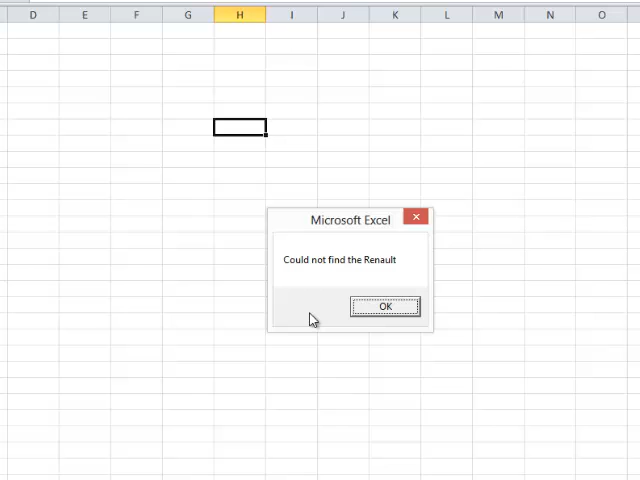 D E F G H I J K L M N O
Microsoft Excel
Could not find the Renault
OK